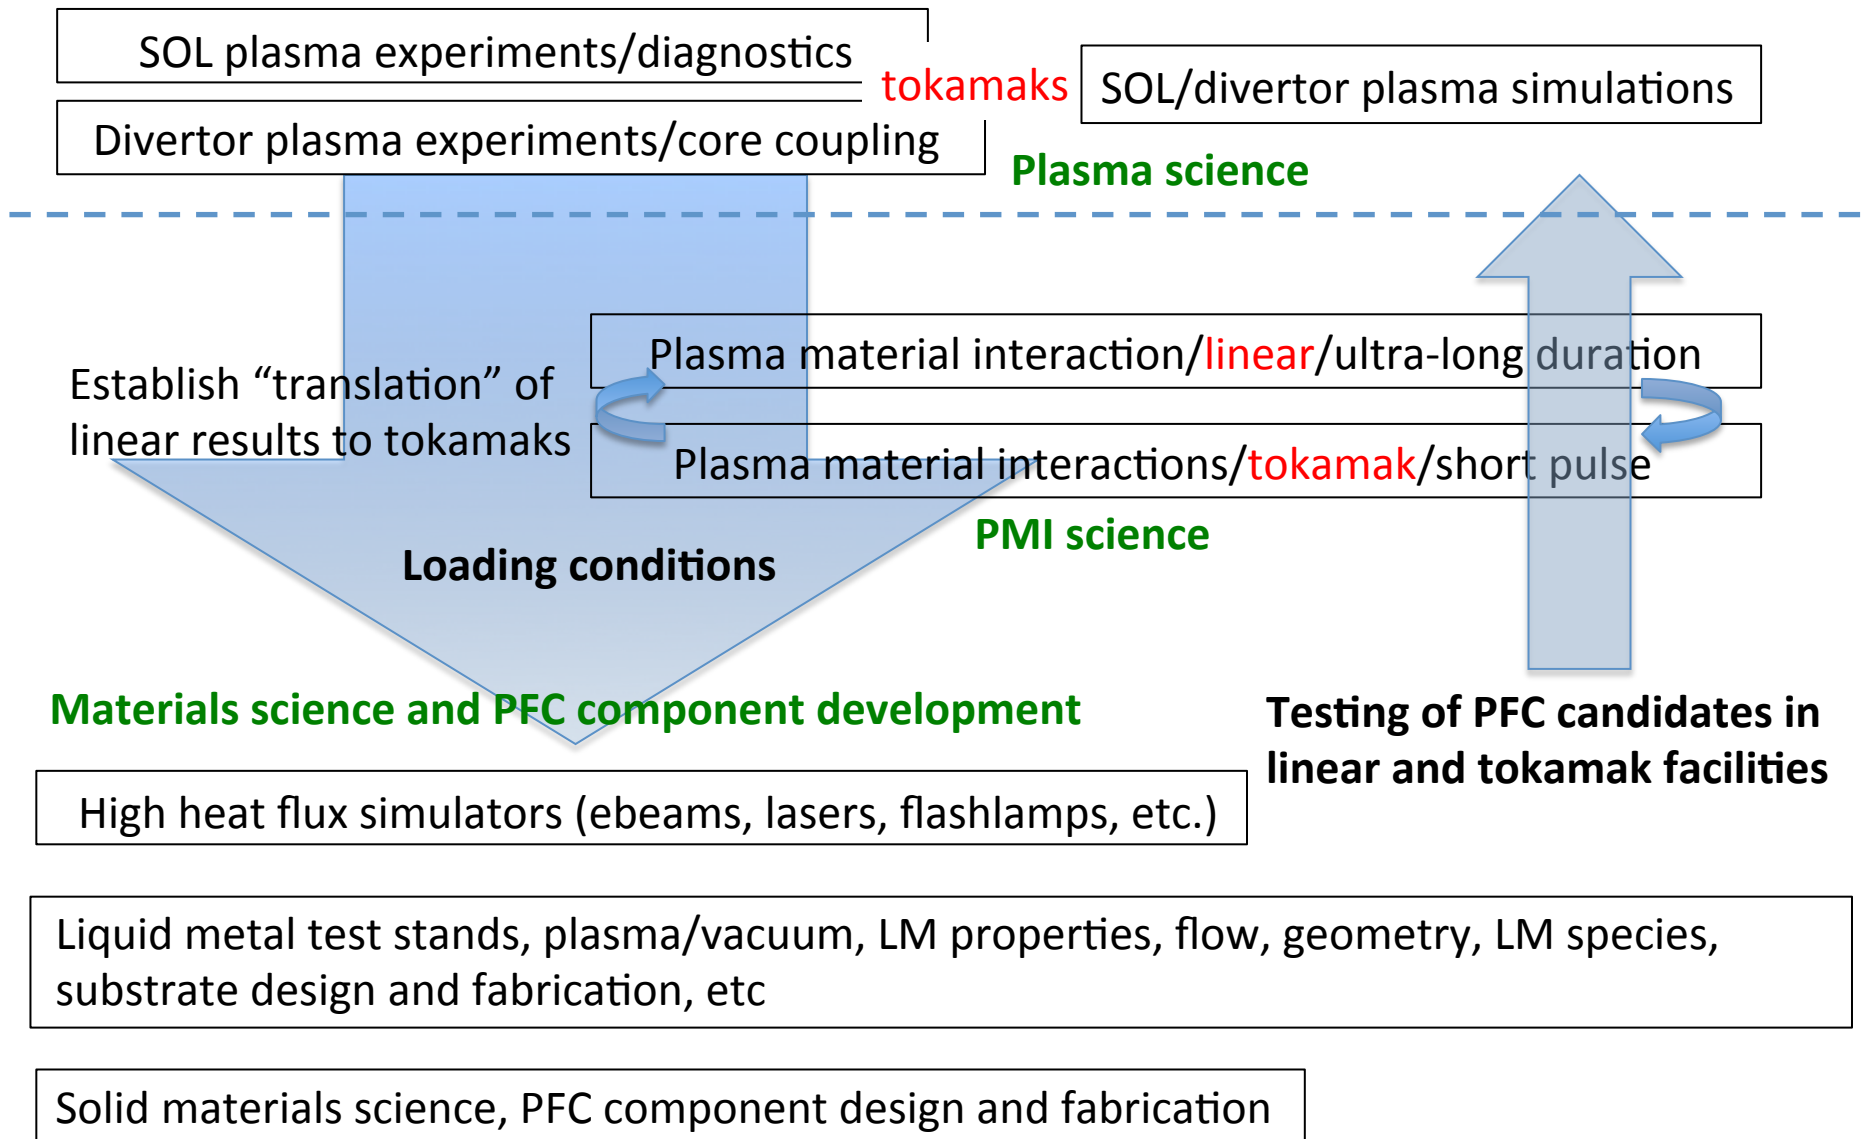 SOL plasma experiments/diagnostics
tokamaks
SOL/divertor plasma simulations
Divertor plasma experiments/core coupling
Plasma science
Plasma material interaction/linear/ultra-long duration
Establish “translation” of
linear results to tokamaks
Plasma material interactions/tokamak/short pulse
PMI science
Loading conditions
Materials science and PFC component development
Testing of PFC candidates in
linear and tokamak facilities
High heat flux simulators (ebeams, lasers, flashlamps, etc.)
Liquid metal test stands, plasma/vacuum, LM properties, flow, geometry, LM species,
substrate design and fabrication, etc
Solid materials science, PFC component design and fabrication